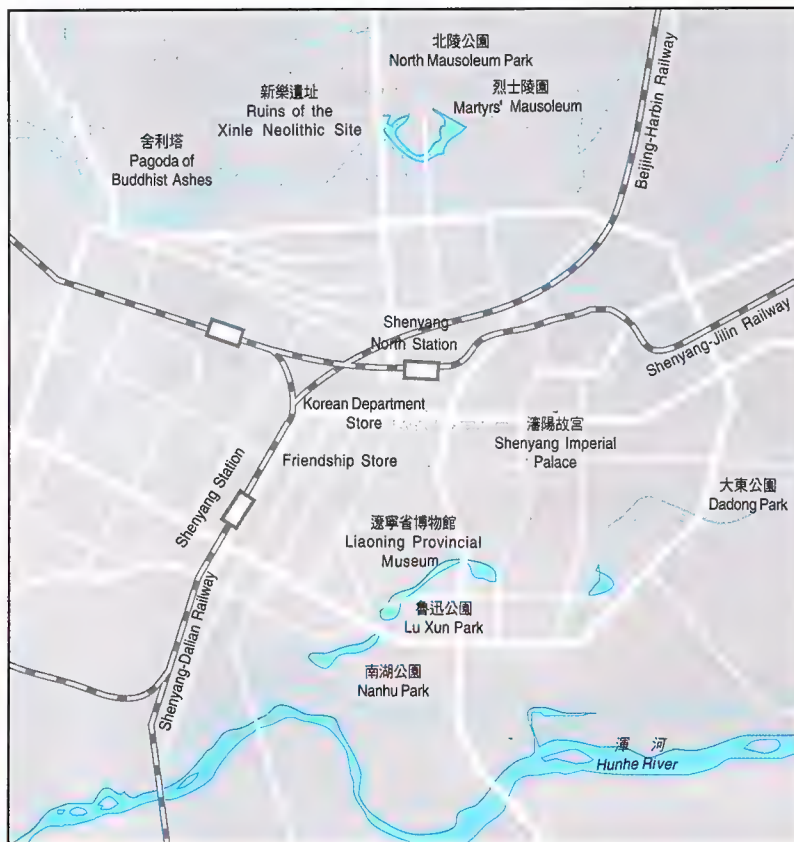 北陵公園
North Mausoleum Park
烈士陵園
Martyrs' Mausoleum
新樂遺址
Ruins of the
Xinle Neolithic Site
舍利塔
Pagoda of
Buddhist Ashes
Beijing-Harbin Railway
Shenyang
North Station
Shenyang-Jilin Railway
Korean Department
Store
瀋陽故宮
Shenyang Imperial
Palace
Friendship Store
Shenyang Station
大東公園
Dadong Park
遼寧省博物館
Liaoning Provincial
Museum
魯迅公園
Lu Xun Park
南湖公園
Nanhu Park
Shenyang-Dalian Railway
渾河
Hunhe River